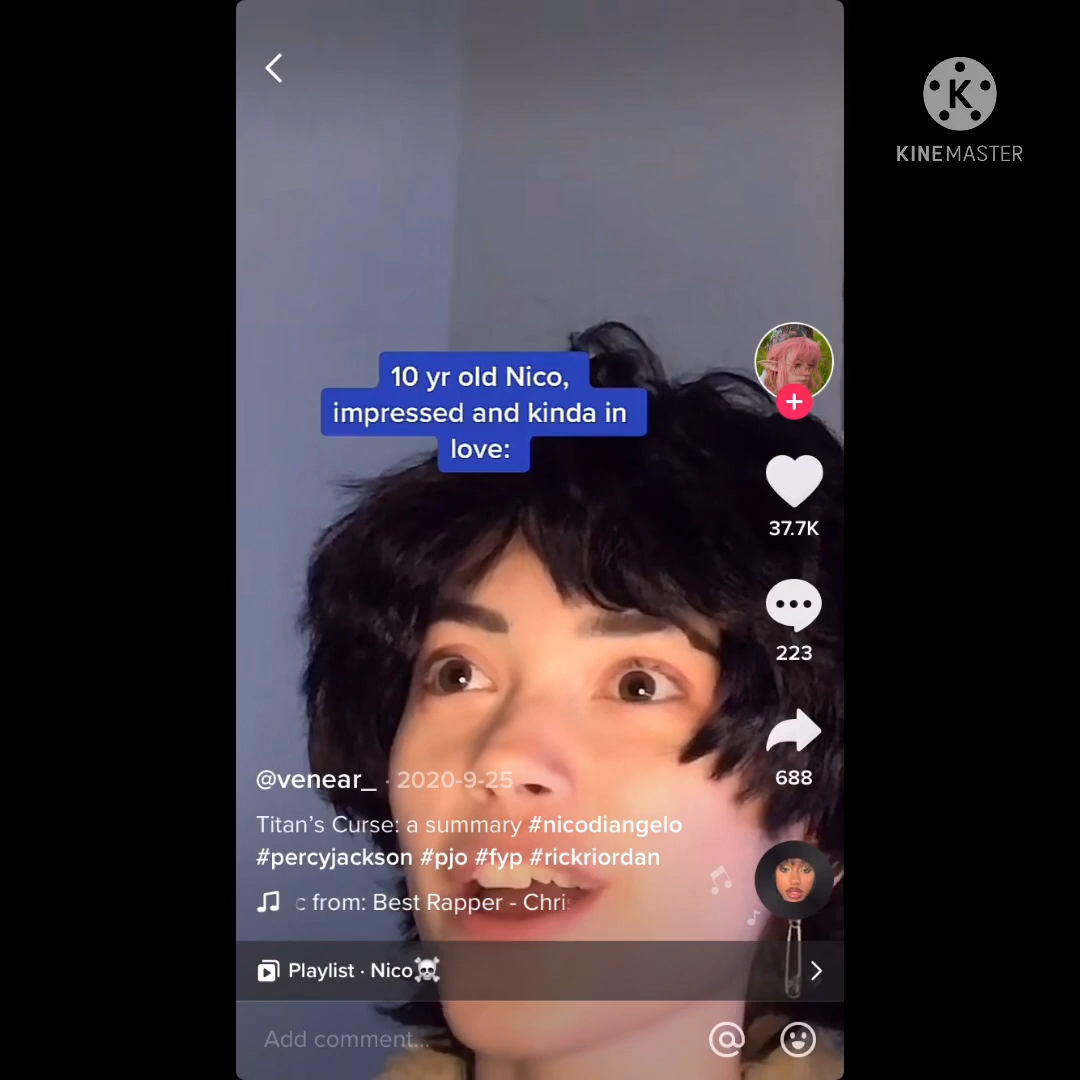 K
KINEMASTER
10 yr old Nico,
impressed and kinda in
love:
37.7K
223
688
@venear_ · 2020-9-25
Titan's Curse: a summary #nicodiangelo
#percyjackson #pjo #fyp #rickriordan
c from: Best Rapper - Chris
Playlist · Nico☠️
Add comment...